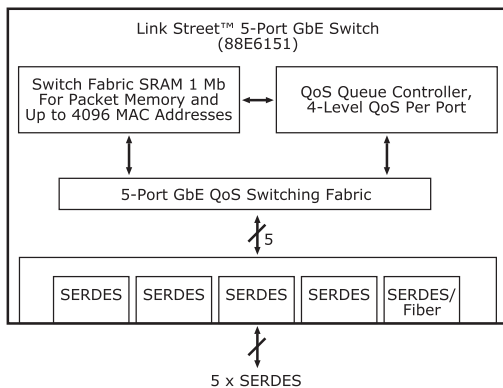 Link Street™ 5-Port GbE Switch
(88E6151)
Switch Fabric SRAM 1 Mb
For Packet Memory and
Up to 4096 MAC Addresses
QoS Queue Controller,
4-Level QoS Per Port
5-Port GbE QoS Switching Fabric
5
SERDES
SERDES
SERDES
SERDES
SERDES/
Fiber
5 x SERDES